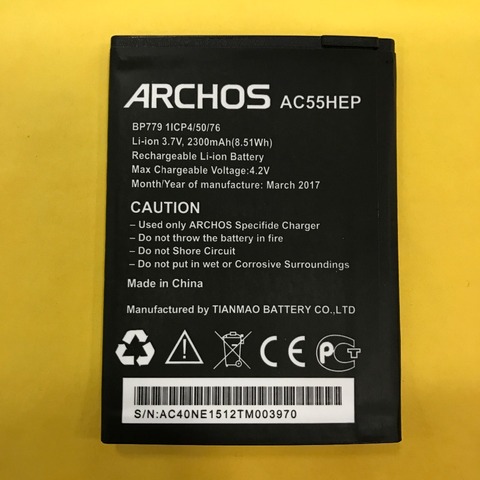 ARCHOS AC55HEP
BP779 1ICP4/50/76
Li-ion 3.7V, 2300mAh(8.51Wh)
Rechargeable Li-ion Battery
Max Chargeable Voltage:4.2V
Month/Year of manufacture: March 2017
CAUTION
– Used only ARCHOS Specifide Charger
– Do not throw the battery in fire
– Do not Shore Circuit
– Do not put in wet or Corrosive Surroundings
Made in China
Manufactured by TIANMAO BATTERY CO.,LTD
CE
S/N:AC40NE1512TM003970